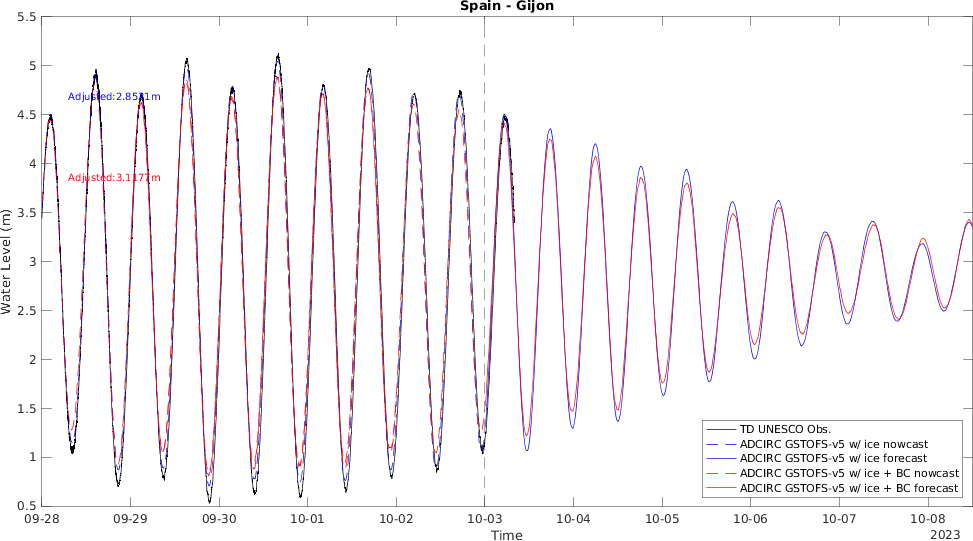 Spain - Gijon
5.5
5
4.5
4
3.5
3
2.5
2
1.5
1
0.5
Water Level (m)
Adjusted:2.8521m
Adjusted:3.1177m
TD UNESCO Obs.
ADCIRC GSTOFS-v5 w/ ice nowcast
ADCIRC GSTOFS-v5 w/ ice forecast
ADCIRC GSTOFS-v5 w/ ice + BC nowcast
ADCIRC GSTOFS-v5 w/ ice + BC forecast
09-28 09-29 09-30 10-01 10-02 10-03 10-04 10-05 10-06 10-07 10-08
2023
Time